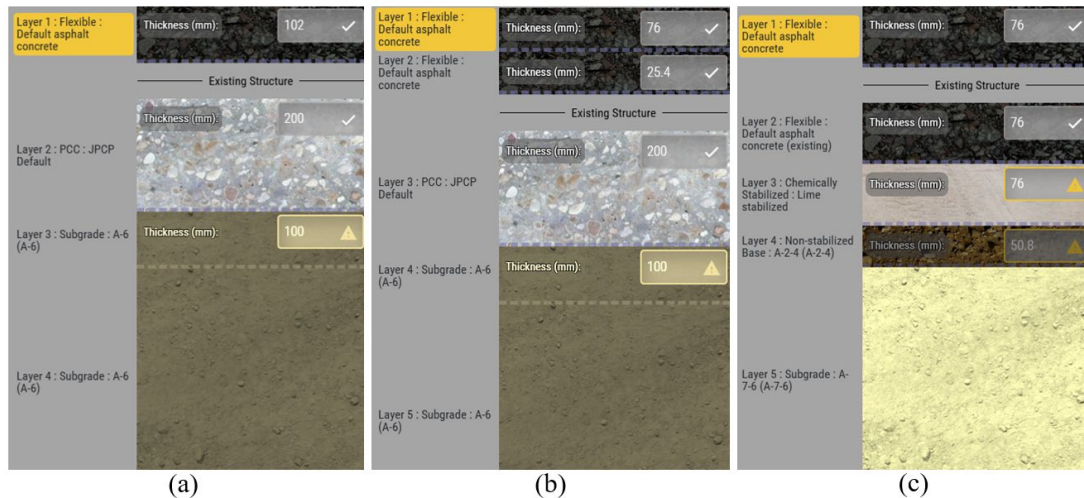 Layer 1 : Flexible :
Default asphalt
concrete
Thickness (mm):
102
Existing Structure
Layer 2 : PCC : JPCP
Default
Thickness (mm):
200
Layer 3 : Subgrade : A-6
(A-6)
Thickness (mm):
100
Layer 4 : Subgrade : A-6
(A-6)
(a)
Layer 1 : Flexible :
Default asphalt
concrete
Thickness (mm):
76
Layer 2 : Flexible :
Default asphalt
concrete
Thickness (mm):
25.4
Existing Structure
Layer 3 : PCC : JPCP
Default
Thickness (mm):
200
Layer 4 : Subgrade : A-6
(A-6)
Thickness (mm):
100
Layer 5 : Subgrade : A-6
(A-6)
(b)
Layer 1 : Flexible :
Default asphalt
concrete
Thickness (mm):
76
Existing Structure
Layer 2 : Flexible :
Default asphalt
concrete (existing)
Thickness (mm):
76
Layer 3 : Chemically
Stabilized : Lime
stabilized
Thickness (mm):
76
Layer 4 : Non-stabilized
Base : A-2-4 (A-2-4)
Thickness (mm):
50.8
Layer 5 : Subgrade : A-
7-6 (A-7-6)
(c)